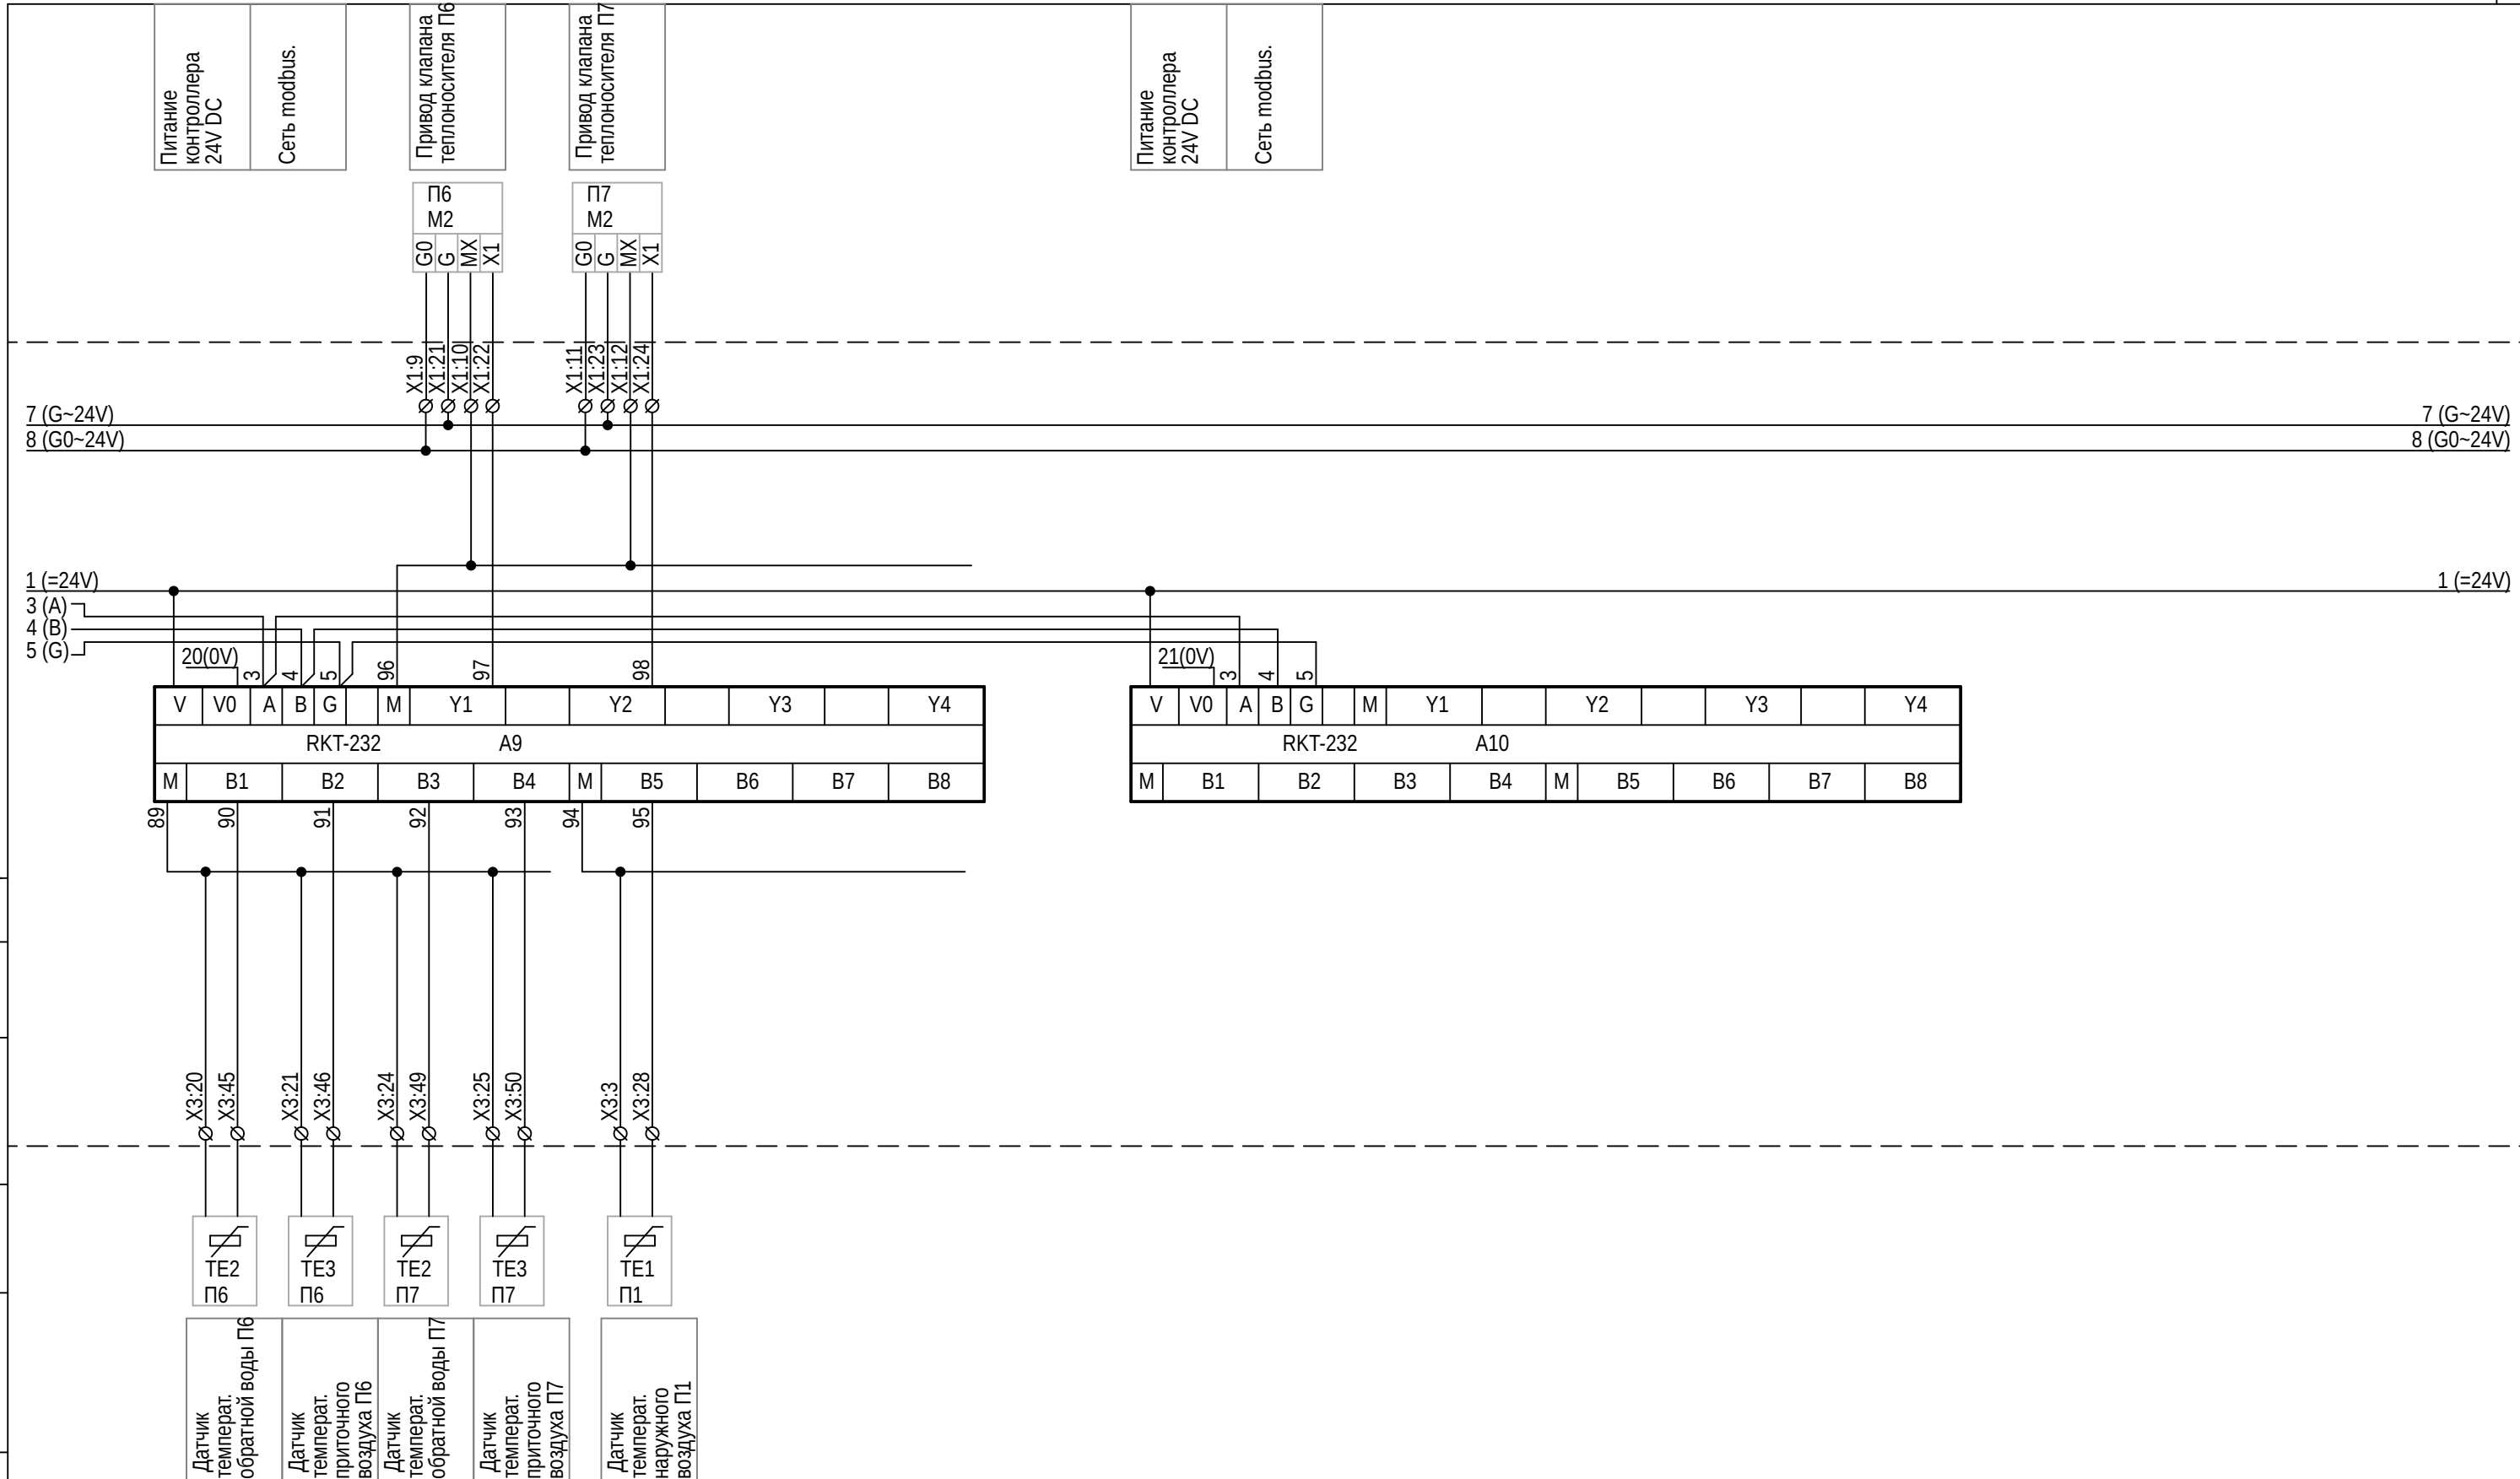 Питание
контроллера
24V DC
Сеть modbus.
Привод клапана
теплоносителя П6
Привод клапана
теплоносителя П7
Питание
контроллера
24V DC
Сеть modbus.
П6
М2
G0 G MX X1
П7
М2
G0 G MX X1
X1:9 X1:21 X1:10 X1:22
X1:11 X1:23 X1:12 X1:24
7 (G~24V) 7 (G~24V)
8 (G0~24V) 8 (G0~24V)
1 (=24V) 1 (=24V)
3 (A)
4 (B)
5 (G)
20(0V) 3 4 5 96 97 98
21(0V) 3 4 5
V V0 A B G M Y1 Y2 Y3 Y4
RKT-232 A9
M B1 B2 B3 B4 M B5 B6 B7 B8
V V0 A B G M Y1 Y2 Y3 Y4
RKT-232 A10
M B1 B2 B3 B4 M B5 B6 B7 B8
89 90 91 92 93 94 95
X3:20 X3:45 X3:21 X3:46 X3:24 X3:49 X3:25 X3:50 X3:3 X3:28
TE2
П6
TE3
П6
TE2
П7
TE3
П7
TE1
П1
Датчик
температ.
обратной воды П6
Датчик
температ.
приточного
воздуха П6
Датчик
температ.
обратной воды П7
Датчик
температ.
приточного
воздуха П7
Датчик
температ.
наружного
воздуха П1